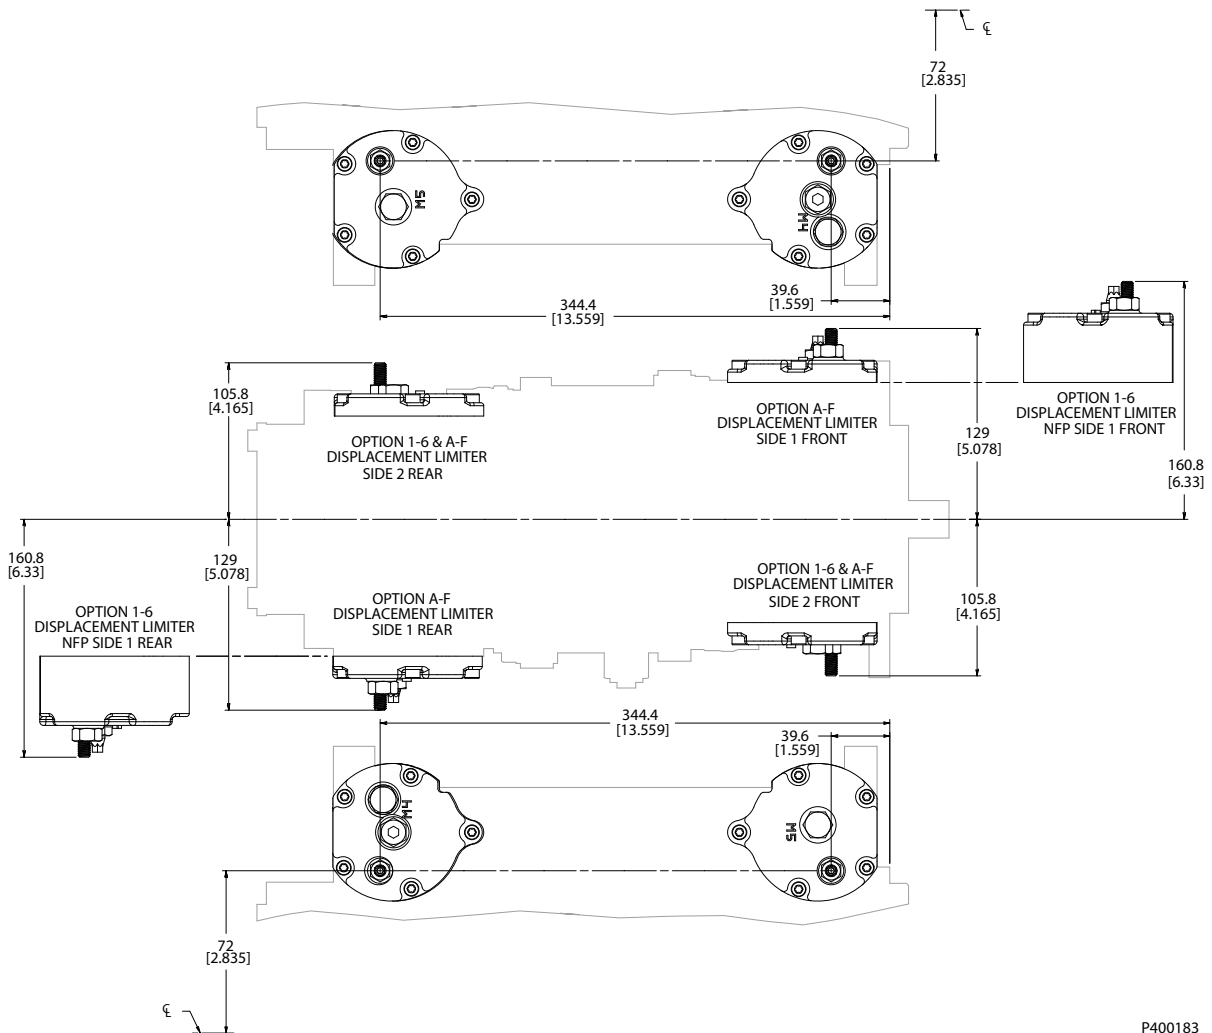 ℄
72
[2.835]
M5
M4
39.6
[1.559]
344.4
[13.559]
105.8
[4.165]
OPTION 1-6 & A-F
DISPLACEMENT LIMITER
SIDE 2 REAR
OPTION A-F
DISPLACEMENT LIMITER
SIDE 1 FRONT
OPTION 1-6
DISPLACEMENT LIMITER
NFP SIDE 1 FRONT
129
[5.078]
160.8
[6.33]
160.8
[6.33]
129
[5.078]
OPTION 1-6
DISPLACEMENT LIMITER
NFP SIDE 1 REAR
OPTION A-F
DISPLACEMENT LIMITER
SIDE 1 REAR
OPTION 1-6 & A-F
DISPLACEMENT LIMITER
SIDE 2 FRONT
105.8
[4.165]
344.4
[13.559]
39.6
[1.559]
M4
M5
72
[2.835]
℄
P400183